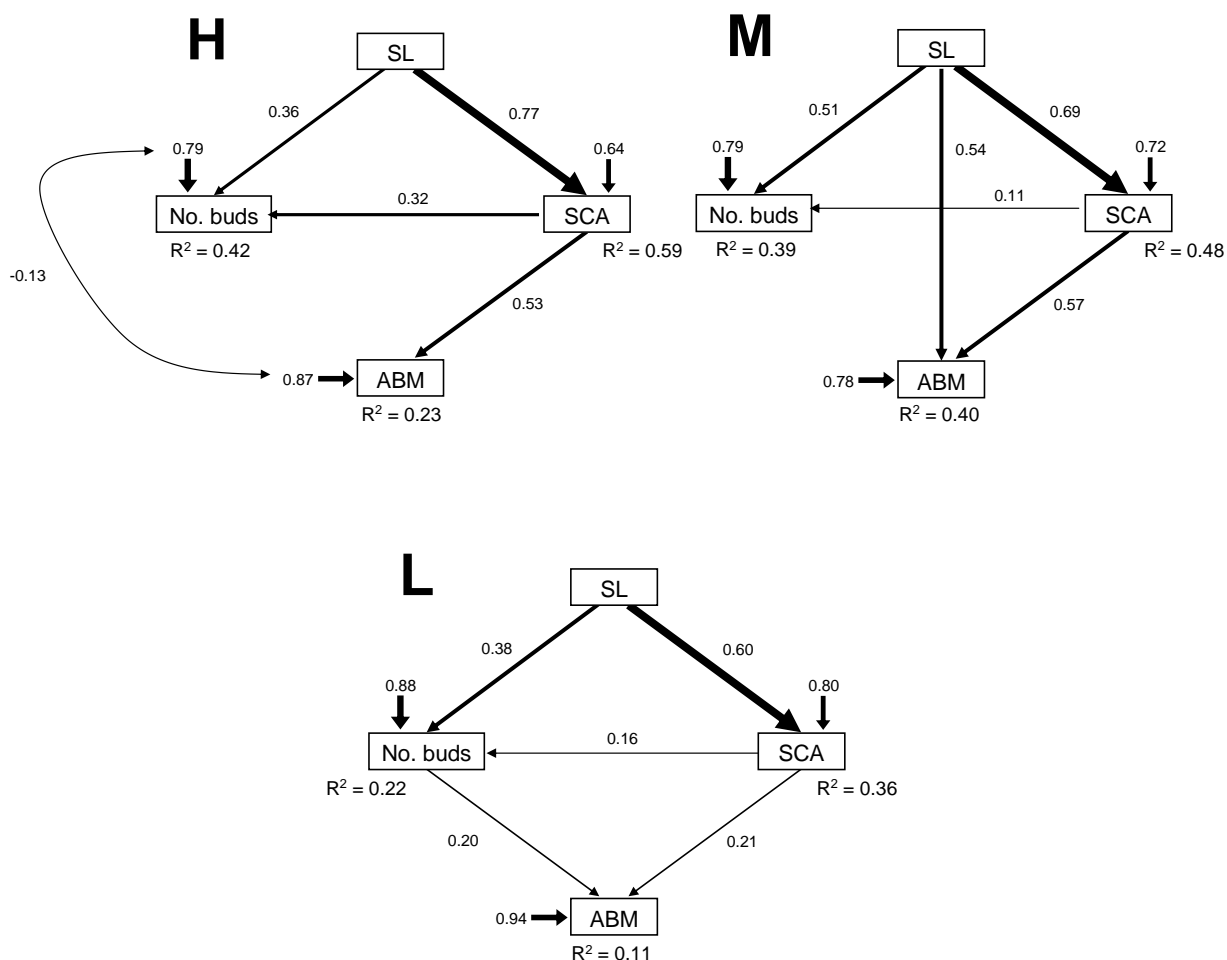 H
SL
0.36
0.77
0.79
0.64
0.32
No. buds
SCA
R² = 0.42
R² = 0.59
-0.13
0.53
0.87
ABM
R² = 0.23
M
SL
0.51
0.69
0.79
0.54
0.72
0.11
No. buds
SCA
R² = 0.39
R² = 0.48
0.57
0.78
ABM
R² = 0.40
L
SL
0.38
0.60
0.88
0.80
0.16
No. buds
SCA
R² = 0.22
R² = 0.36
0.20
0.21
0.94
ABM
R² = 0.11